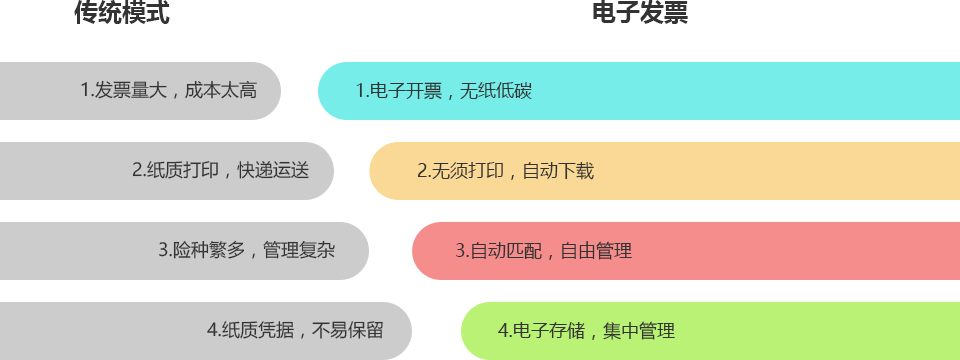 传统模式
电子发票
1.发票量大，成本太高
1.电子开票，无纸低碳
2.纸质打印，快递运送
2.无须打印，自动下载
3.险种繁多，管理复杂
3.自动匹配，自由管理
4.纸质凭据，不易保留
4.电子存储，集中管理